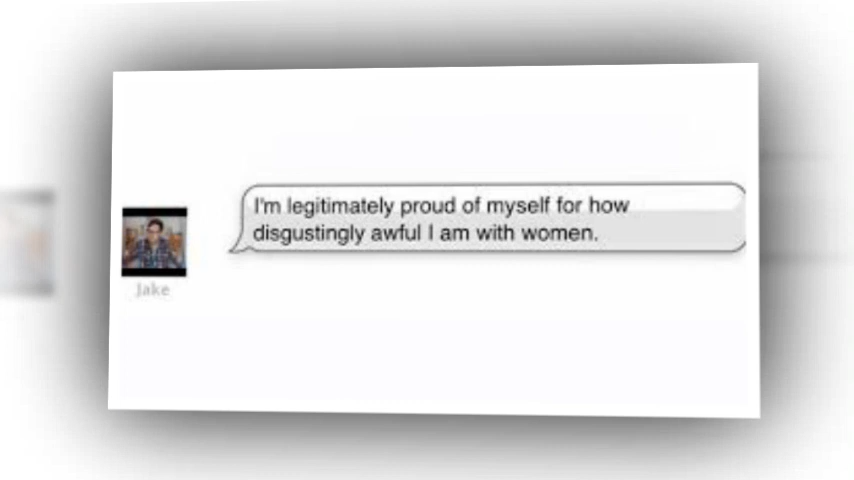 I'm legitimately proud of myself for how
disgustingly awful I am with women.
Jake